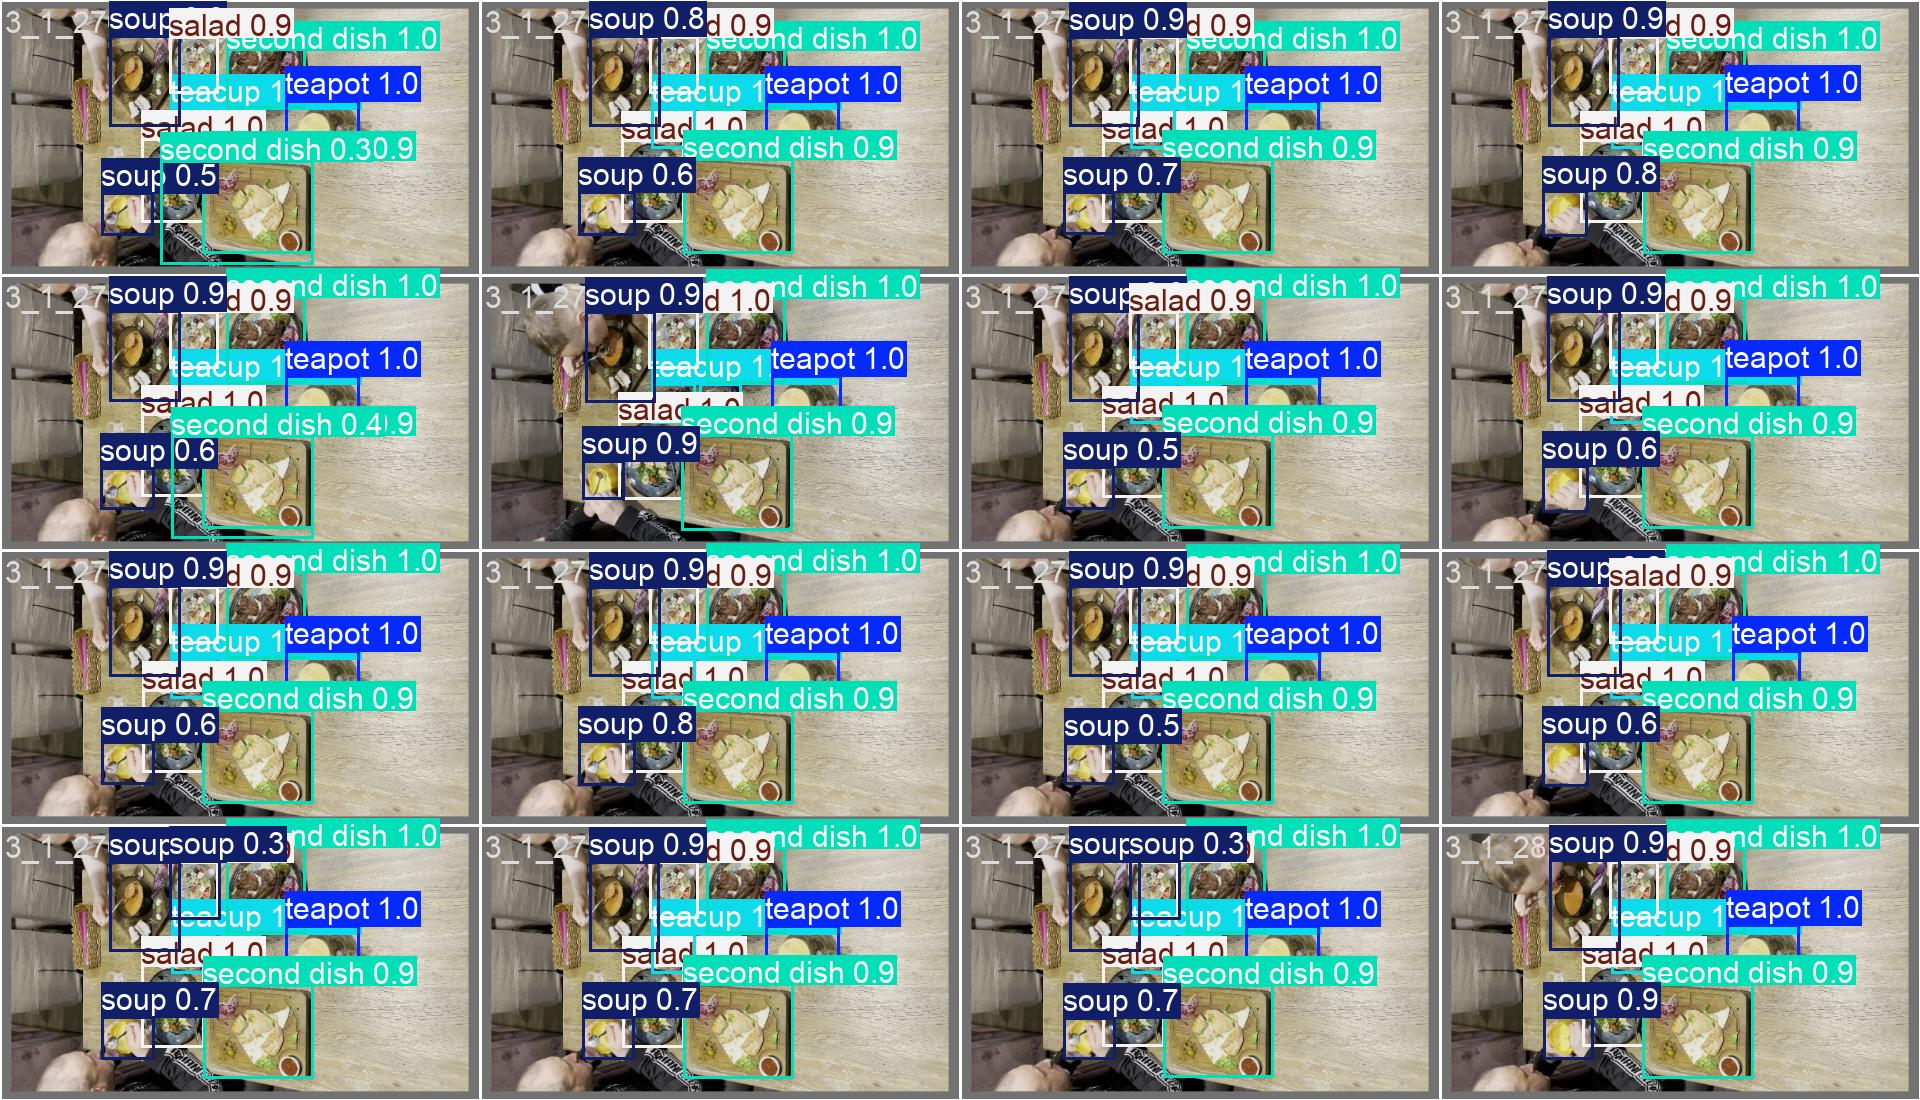 3_1_27 soup salad 0.9
second dish 1.0
teapot 1.0
teacup 1
salad 1.0
second dish 0.30.9
soup 0.5
3_1_27 soup 0.8 d 0.9
second dish 1.0
teapot 1.0
teacup 1
salad 1.0
second dish 0.9
soup 0.6
3_1_27 soup 0.9 d 0.9
second dish 1.0
teapot 1.0
teacup 1
salad 1.0
second dish 0.9
soup 0.7
3_1_27 soup 0.9 d 0.9
second dish 1.0
teapot 1.0
teacup 1
salad 1.0
second dish 0.9
soup 0.8
second dish 1.0
3_1_27 soup 0.9 d 0.9
teapot 1.0
teacup 1
salad 1.0
second dish 0.4 .9
soup 0.6
second dish 1.0
3_1_27 soup 0.9 d 1.0
teapot 1.0
teacup 1
salad 1.0
second dish 0.9
soup 0.9
second dish 1.0
3_1_27 soup salad 0.9
teapot 1.0
teacup 1
salad 1.0
second dish 0.9
soup 0.5
second dish 1.0
3_1_27 soup 0.9 d 0.9
teapot 1.0
teacup 1
salad 1.0
second dish 0.9
soup 0.6
second dish 1.0
3_1_27 soup 0.9 d 0.9
teapot 1.0
teacup 1
salad 1.0
second dish 0.9
soup 0.6
second dish 1.0
3_1_27 soup 0.9 d 0.9
teapot 1.0
teacup 1
salad 1.0
second dish 0.9
soup 0.8
second dish 1.0
3_1_27 soup 0.9 d 0.9
teapot 1.0
teacup 1
salad 1.0
second dish 0.9
soup 0.5
second dish 1.0
3_1_27 soup salad 0.9
teapot 1.0
teacup 1.
salad 1.0
second dish 0.9
soup 0.6
nd dish 1.0
3_1_27 soup soup 0.3
teapot 1.0
teacup 1
salad 1.0
second dish 0.9
soup 0.7
second dish 1.0
3_1_27 soup 0.9 d 0.9
teapot 1.0
teacup 1
salad 1.0
second dish 0.9
soup 0.7
nd dish 1.0
3_1_27 soup soup 0.3
teapot 1.0
teacup 1
salad 1.0
second dish 0.9
soup 0.7
second dish 1.0
3_1_28 soup 0.9 d 0.9
teapot 1.0
teacup 1
salad 1.0
second dish 0.9
soup 0.9